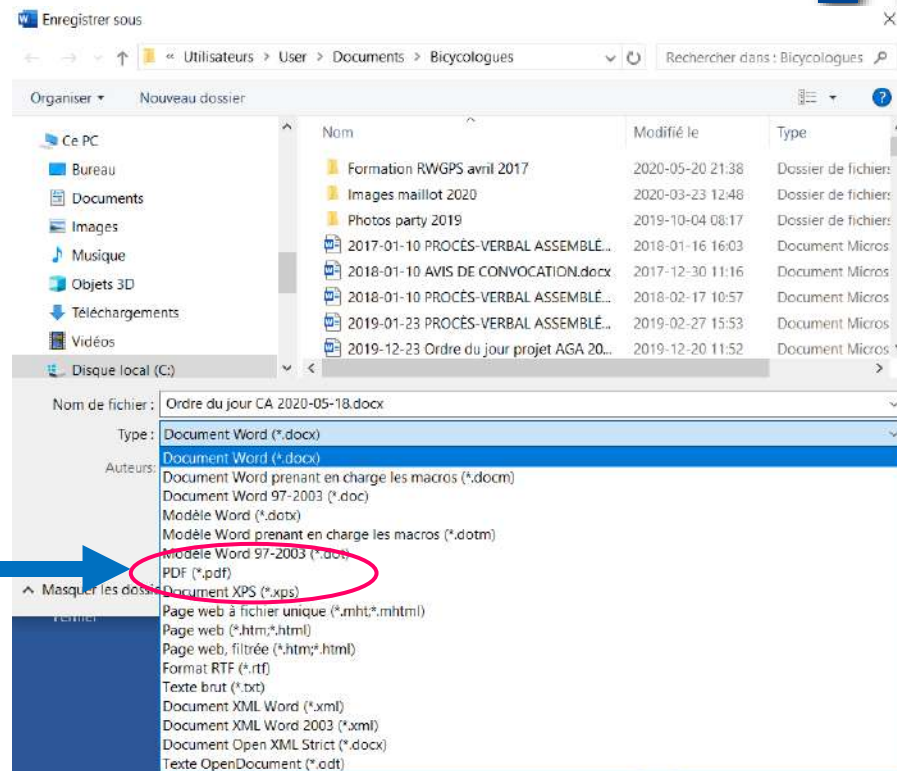 Enregistrer sous
« Utilisateurs > User > Documents > Bicycologues
Rechercher dans : Bicycologues
Organiser
Nouveau dossier
Nom Modifié le Type
Ce PC
Bureau
Documents
Images
Musique
Objets 3D
Téléchargements
Vidéos
Disque local (C:)
Formation RWGPS avril 2017 2020-05-20 21:38 Dossier de fichiers
Images maillot 2020 2020-03-23 12:48 Dossier de fichiers
Photos party 2019 2019-10-04 08:17 Dossier de fichiers
2017-01-10 PROCÈS-VERBAL ASSEMBLÉ... 2018-01-16 16:03 Document Micros
2018-01-10 AVIS DE CONVOCATION.docx 2017-12-30 11:16 Document Micros
2018-01-10 PROCÈS-VERBAL ASSEMBLÉ... 2018-02-17 10:57 Document Micros
2019-01-23 PROCÈS-VERBAL ASSEMBLÉ... 2019-02-27 15:53 Document Micros
2019-12-23 Ordre du jour projet AGA 20... 2019-12-20 11:52 Document Micros
Nom de fichier : Ordre du jour CA 2020-05-18.docx
Type : Document Word (*.docx)
Auteurs:
Document Word (*.docx)
Document Word prenant en charge les macros (*.docm)
Document Word 97-2003 (*.doc)
Modèle Word (*.dotx)
Modèle Word prenant en charge les macros (*.dotm)
Modèle Word 97-2003 (*.dot)
PDF (*.pdf)
Masquer les dossie
Document XPS (*.xps)
Page web à fichier unique (*.mht;*.mhtml)
Fermer
Page web (*.htm;*.html)
Page web, filtrée (*.htm;*.html)
Format RTF (*.rtf)
Texte brut (*.txt)
Document XML Word (*.xml)
Document XML Word 2003 (*.xml)
Document Open XML Strict (*.docx)
Texte OpenDocument (*.odt)